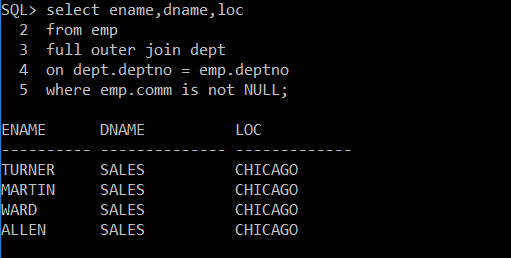 SQL> select ename,dname,loc
  2  from emp
  3  full outer join dept
  4  on dept.deptno = emp.deptno
  5  where emp.comm is not NULL;
ENAME      DNAME          LOC
---------- -------------- -------------
TURNER     SALES          CHICAGO
MARTIN     SALES          CHICAGO
WARD       SALES          CHICAGO
ALLEN      SALES          CHICAGO